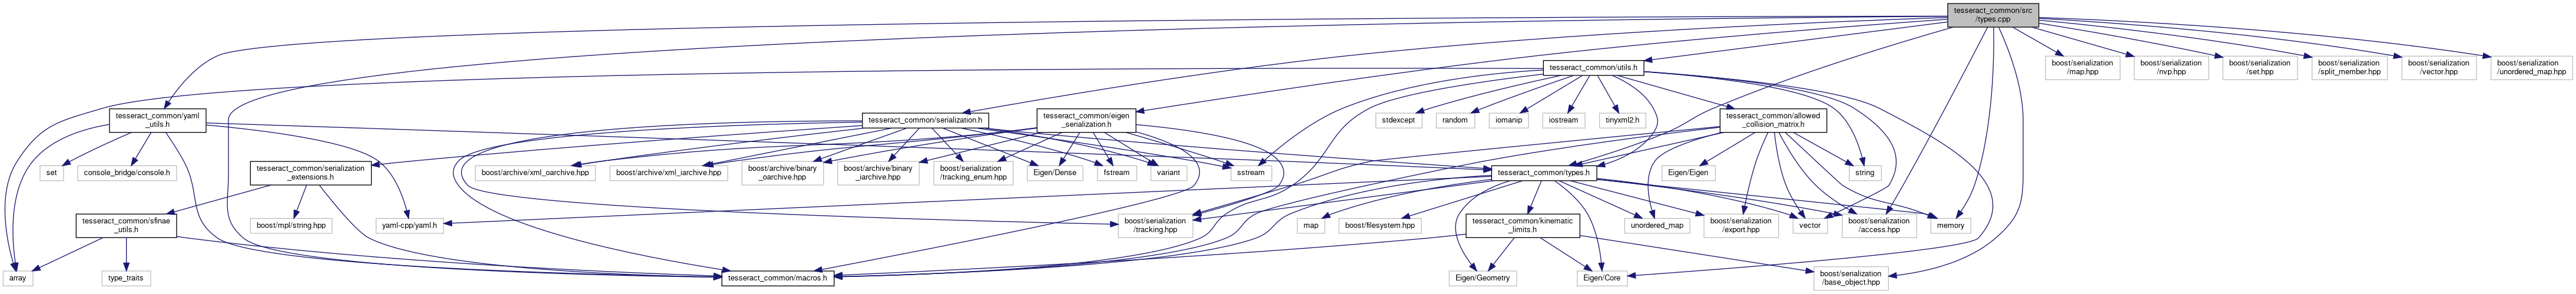 tesseract_common/src
/types.cpp
boost/serialization
/map.hpp
boost/serialization
/nvp.hpp
boost/serialization
/set.hpp
boost/serialization
/split_member.hpp
boost/serialization
/vector.hpp
boost/serialization
/unordered_map.hpp
tesseract_common/utils.h
tesseract_common/yaml
_utils.h
tesseract_common/serialization.h
tesseract_common/eigen
_serialization.h
stdexcept
random
iomanip
iostream
tinyxml2.h
tesseract_common/allowed
_collision_matrix.h
set
console_bridge/console.h
tesseract_common/serialization
_extensions.h
boost/archive/xml_oarchive.hpp
boost/archive/xml_iarchive.hpp
boost/archive/binary
_oarchive.hpp
boost/archive/binary
_iarchive.hpp
boost/serialization
/tracking_enum.hpp
Eigen/Dense
fstream
variant
sstream
tesseract_common/types.h
Eigen/Eigen
string
tesseract_common/sfinae
_utils.h
boost/mpl/string.hpp
yaml-cpp/yaml.h
boost/serialization
/tracking.hpp
map
boost/filesystem.hpp
tesseract_common/kinematic
_limits.h
unordered_map
boost/serialization
/export.hpp
vector
boost/serialization
/access.hpp
memory
array
type_traits
tesseract_common/macros.h
Eigen/Geometry
Eigen/Core
boost/serialization
/base_object.hpp